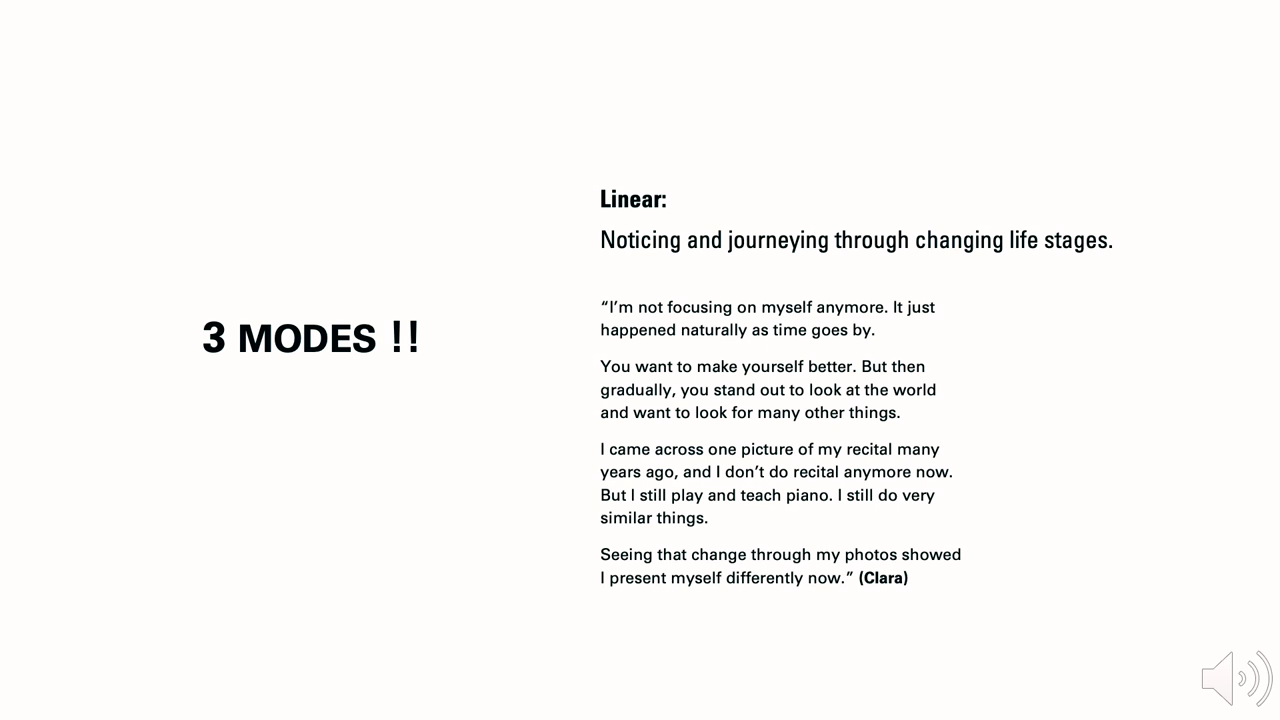 3 MODES !!
Linear:
Noticing and journeying through changing life stages.
“I’m not focusing on myself anymore. It just
happened naturally as time goes by.
You want to make yourself better. But then
gradually, you stand out to look at the world
and want to look for many other things.
I came across one picture of my recital many
years ago, and I don’t do recital anymore now.
But I still play and teach piano. I still do very
similar things.
Seeing that change through my photos showed
I present myself differently now.” (Clara)